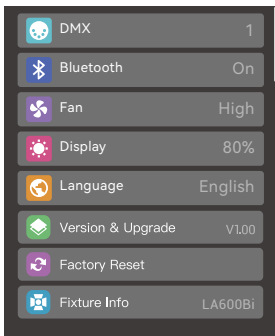 DMX 1
Bluetooth On
Fan High
Display 80%
Language English
Version & Upgrade V1.00
Factory Reset
Fixture Info LA600Bi